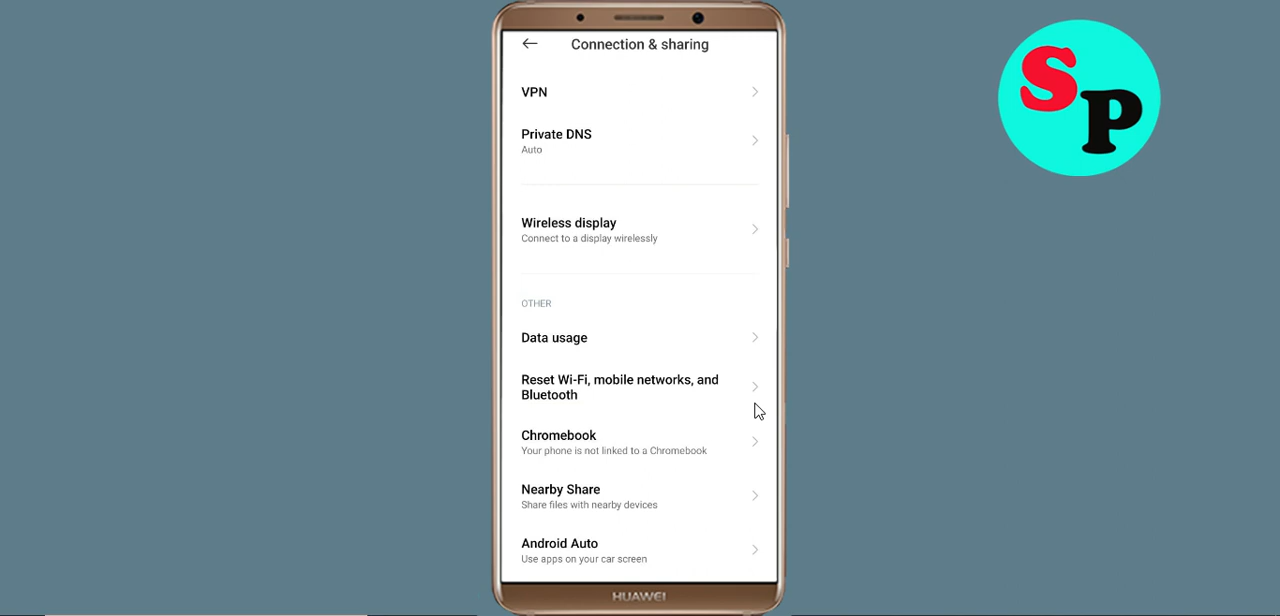 Connection & sharing
VPN
Private DNS
Auto
Wireless display
Connect to a display wirelessly
OTHER
Data usage
Reset Wi-Fi, mobile networks, and
Bluetooth
Chromebook
Your phone is not linked to a Chromebook
Nearby Share
Share files with nearby devices
Android Auto
Use apps on your car screen
HUAWEI
SP